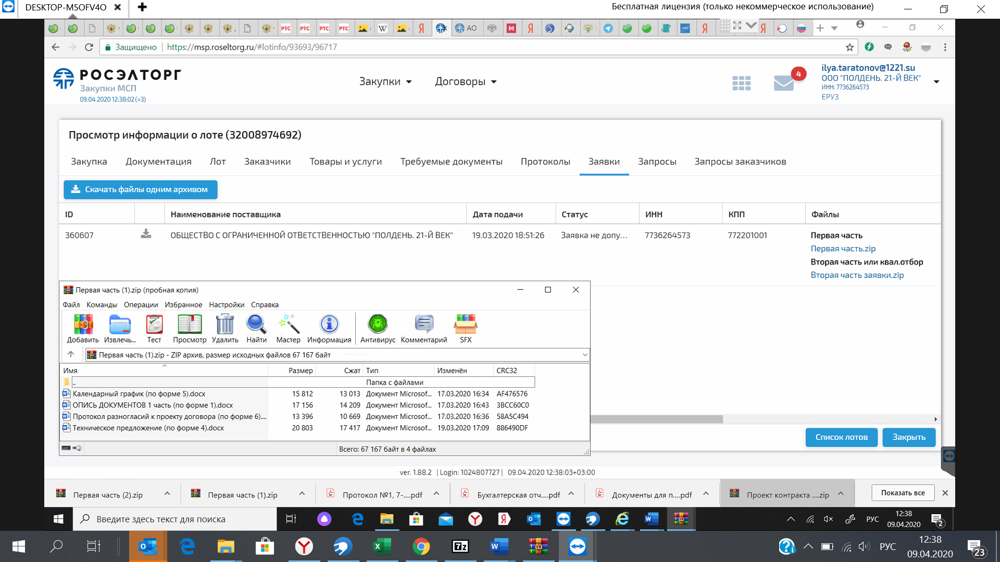 DESKTOP-M5OFV4O
Бесплатная лицензия (только некоммерческое использование)
РТС
РТС
РТС
РТС
W
Я
АО
Я
Я
Я
Защищено
https://msp.roseltorg.ru/#lotinfo/93693/96717
РОСЭЛТОРГ
Закупки МСП
09.04.2020 12:38:02 (+3)
Закупки
Договоры
4
ilya.taratonov@1221.su
ООО "ПОЛДЕНЬ. 21-Й ВЕК"
ИНН: 7736264573
ЕРУЗ
Просмотр информации о лоте (32008974692)
Закупка Документация Лот Заказчики Товары и услуги Требуемые документы Протоколы Заявки Запросы Запросы заказчиков
Скачать файлы одним архивом
ID Наименование поставщика Дата подачи Статус ИНН КПП Файлы
360607 ОБЩЕСТВО С ОГРАНИЧЕННОЙ ОТВЕТСТВЕННОСТЬЮ "ПОЛДЕНЬ. 21-Й ВЕК" 19.03.2020 18:51:26 Заявка не допу... 7736264573 772201001 Первая часть
Первая часть.zip
Вторая часть или квал.отбор
Вторая часть заявки.zip
Первая часть (1).zip (пробная копия)
Файл Команды Операции Избранное Настройки Справка
Добавить Извлечь... Тест Просмотр Удалить Найти Мастер Информация Антивирус Комментарий SFX
Первая часть (1).zip - ZIP архив, размер исходных файлов 67 167 байт
Имя Размер Сжат Тип Изменён CRC32
.. Папка с файлами
Календарный график (по форме 5).docx 15 812 13 013 Документ Microsof... 17.03.2020 16:34 AF476576
ОПИСЬ ДОКУМЕНТОВ 1 часть (по форме 1).docx 17 156 14 209 Документ Microsof... 17.03.2020 16:43 3BCC60C0
Протокол разногласий к проекту договора (по форме 6).... 13 396 10 669 Документ Microsof... 17.03.2020 16:36 58A5C494
Техническое предложение (по форме 4).docx 20 803 17 417 Документ Microsof... 19.03.2020 17:09 886490DF
Всего: 67 167 байт в 4 файлах
Список лотов
Закрыть
ver. 1.88.2 | Login: 1024807727 | 09.04.2020 12:38:03+03:00
Первая часть (2).zip
Первая часть (1).zip
Протокол №1, 7-....pdf
Бухгалтерская отч....pdf
Документы для п....pdf
Проект контракта ....zip
Показать все
Введите здесь текст для поиска
РУС
12:38
09.04.2020
2
7z
РУС
12:38
09.04.2020
23